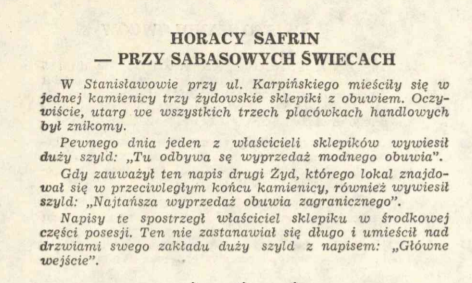 HORACY SAFRIN
— PRZY SABASOWYCH ŚWIECACH
W Stanisławowie przy ul. Karpińskiego mieściły się w
jednej kamienicy trzy żydowskie sklepiki z obuwiem. Oczy-
wiście, utarg we wszystkich trzech placówkach handlowych
był znikomy.
Pewnego dnia jeden z właścicieli sklepików wywiesił
duży szyld: „Tu odbywa sę wyprzedaż modnego obuwia".
Gdy zauważył ten napis drugi Żyd, którego lokal znajdo-
wał się w przeciwległym końcu kamienicy, również wywiesił
szyld: „Najtańsza wyprzedaż obuwia zagranicznego".
Napisy te spostrzegł właściciel sklepiku w środkowej
części posesji. Ten nie zastanawiał się długo i umieścił nad
drzwiami swego zakładu duży szyld z napisem: „Główne
wejście".